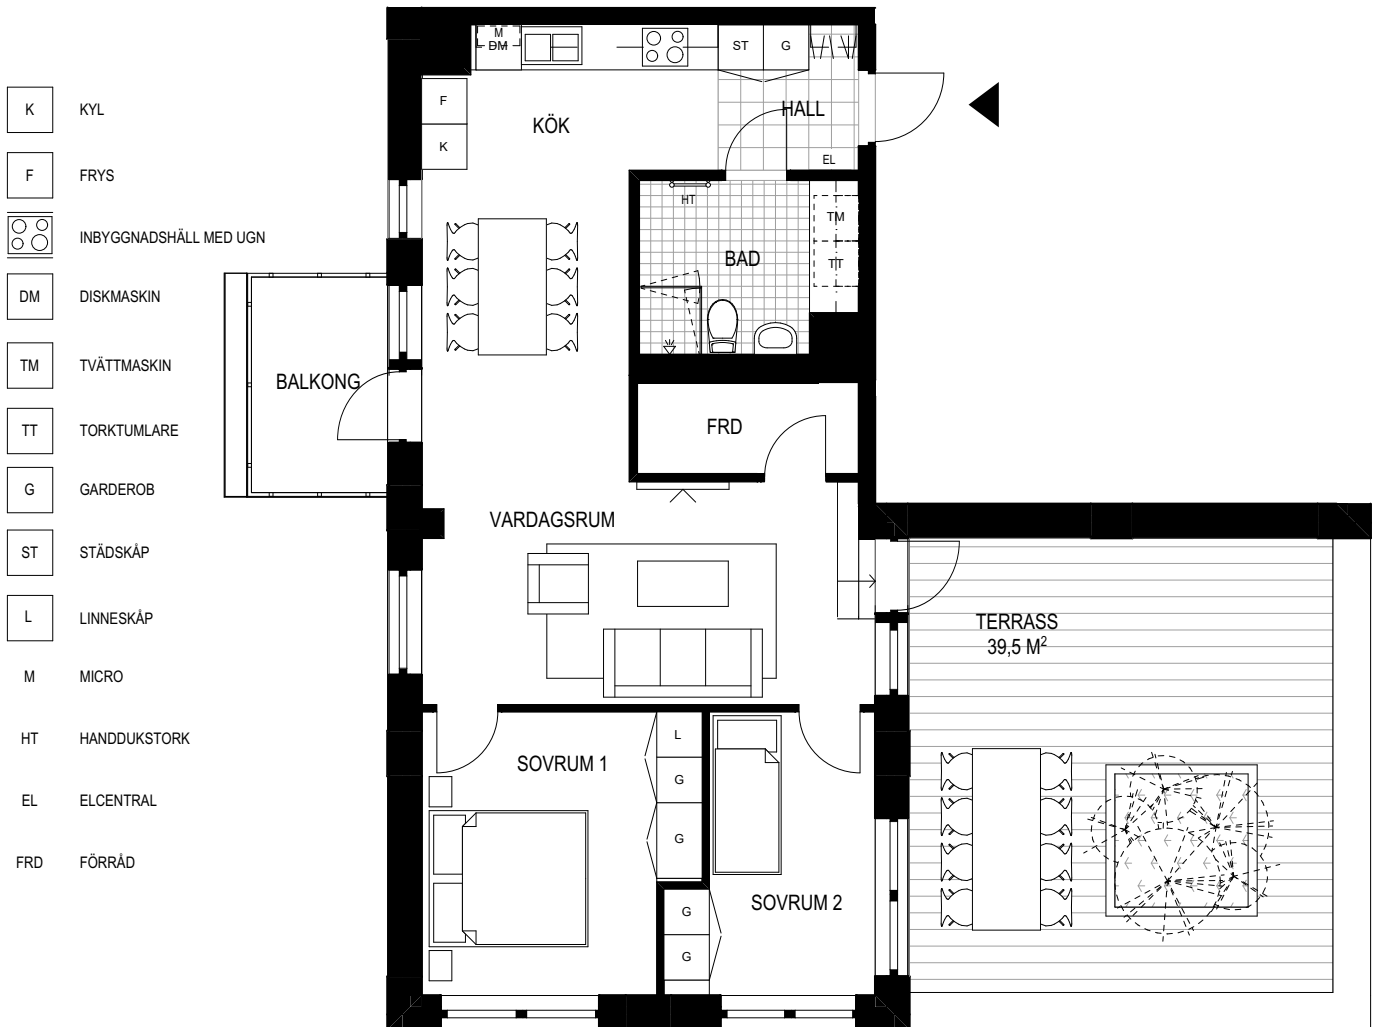 K KYL
F FRYS
INBYGGNADSHÄLL MED UGN
DM DISKMASKIN
TM TVÄTTMASKIN
TT TORKTUMLARE
G GARDEROB
ST STÄDSKÅP
L LINNESKÅP
M MICRO
HT HANDDUKSTORK
EL ELCENTRAL
FRD FÖRRÅD
M
DM
ST
G
F
K
KÖK
HALL
EL
HT
TM
BAD
TT
BALKONG
FRD
VARDAGSRUM
TERRASS
39,5 M²
SOVRUM 1
L
G
G
SOVRUM 2
G
G